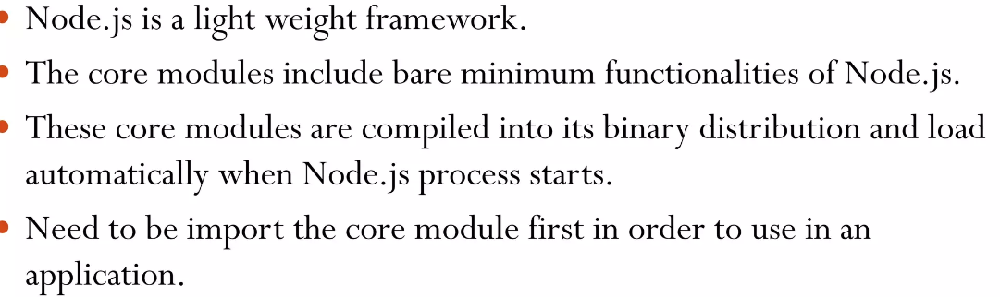 Node.js is a light weight framework.
The core modules include bare minimum functionalities of Node.js.
These core modules are compiled into its binary distribution and load
automatically when Node.js process starts.
Need to be import the core module first in order to use in an
application.